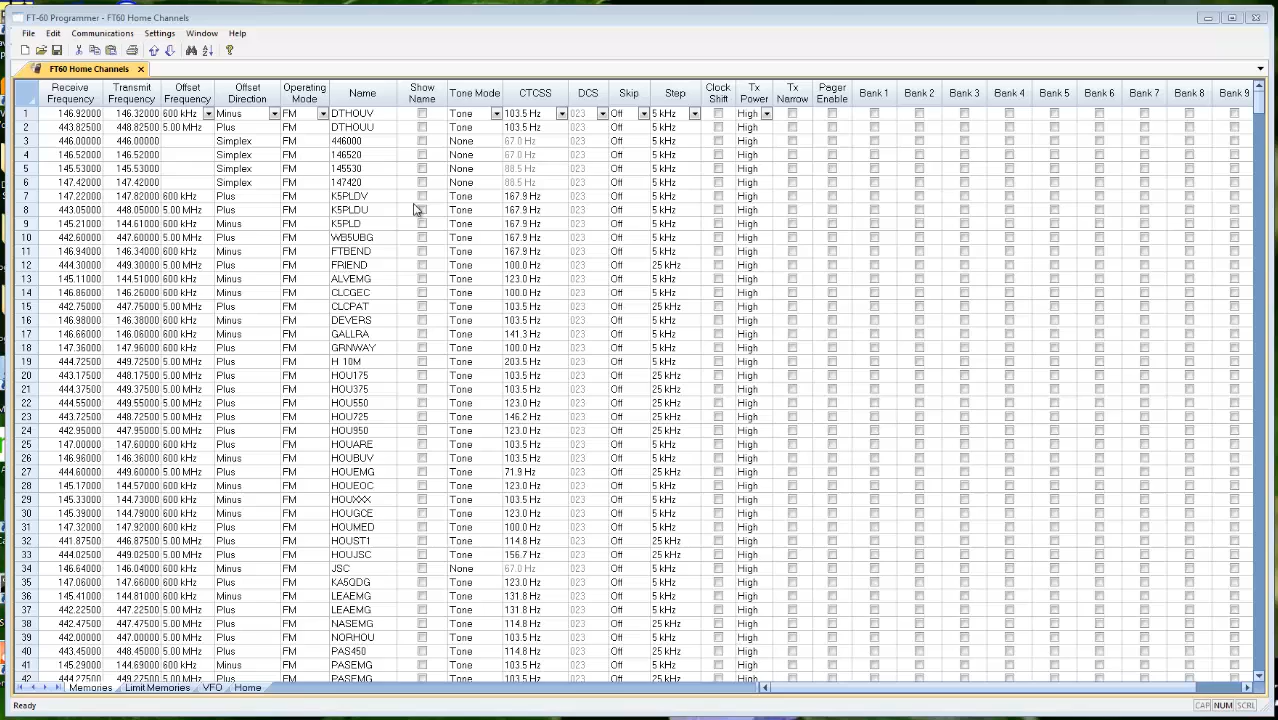 FT-60 Programmer - FT60 Home Channels
File Edit Communications Settings Window Help
FT60 Home Channels
Receive Frequency Transmit Frequency Offset Frequency Offset Direction Operating Mode Name Show Name Tone Mode CTCSS DCS Skip Step Clock Shift Tx Power Tx Narrow Pager Enable Bank 1 Bank 2 Bank 3 Bank 4 Bank 5 Bank 6 Bank 7 Bank 8 Bank 9
1 146.92000 146.32000 600 kHz Minus FM DTHOUV Tone 103.5 Hz 023 Off 5 kHz High
2 443.82500 448.82500 5.00 MHz Plus FM DTHOUU Tone 103.5 Hz 023 Off 5 kHz High
3 446.00000 446.00000 Simplex FM 446000 None 67.0 Hz 023 Off 5 kHz High
4 146.52000 146.52000 Simplex FM 146520 None 67.0 Hz 023 Off 5 kHz High
5 145.53000 145.53000 Simplex FM 145530 None 88.5 Hz 023 Off 5 kHz High
6 147.42000 147.42000 Simplex FM 147420 None 88.5 Hz 023 Off 5 kHz High
7 147.22000 147.82000 600 kHz Minus FM K5PLDV Tone 167.9 Hz 023 Off 5 kHz High
8 443.05000 448.05000 5.00 MHz Plus FM K5PLDU Tone 167.9 Hz 023 Off 5 kHz High
9 145.21000 144.61000 600 kHz Minus FM K5PLD Tone 167.9 Hz 023 Off 5 kHz High
10 442.60000 447.60000 5.00 MHz Plus FM WB5UBG Tone 167.9 Hz 023 Off 5 kHz High
11 146.94000 146.34000 600 kHz Minus FM FTBEND Tone 167.9 Hz 023 Off 5 kHz High
12 444.30000 449.30000 5.00 MHz Plus FM FRIEND Tone 100.0 Hz 023 Off 25 kHz High
13 145.11000 144.51000 600 kHz Minus FM ALVEMG Tone 123.0 Hz 023 Off 5 kHz High
14 146.86000 146.26000 600 kHz Minus FM CLCGEC Tone 100.0 Hz 023 Off 5 kHz High
15 442.75000 447.75000 5.00 MHz Plus FM CLCPAT Tone 103.5 Hz 023 Off 25 kHz High
16 146.98000 146.38000 600 kHz Minus FM DEVERS Tone 103.5 Hz 023 Off 5 kHz High
17 146.66000 146.06000 600 kHz Minus FM GALLRA Tone 141.3 Hz 023 Off 5 kHz High
18 147.36000 147.96000 600 kHz Plus FM GRNWAY Tone 100.0 Hz 023 Off 5 kHz High
19 444.72500 449.72500 5.00 MHz Plus FM H 10M Tone 203.5 Hz 023 Off 25 kHz High
20 443.17500 448.17500 5.00 MHz Plus FM HOU175 Tone 103.5 Hz 023 Off 25 kHz High
21 444.37500 449.37500 5.00 MHz Plus FM HOU375 Tone 103.5 Hz 023 Off 25 kHz High
22 444.55000 449.55000 5.00 MHz Plus FM HOU550 Tone 103.5 Hz 023 Off 25 kHz High
23 443.72500 448.72500 5.00 MHz Plus FM HOU725 Tone 146.2 Hz 023 Off 25 kHz High
24 442.95000 447.95000 5.00 MHz Plus FM HOU950 Tone 123.0 Hz 023 Off 25 kHz High
25 147.00000 147.60000 600 kHz Plus FM HOUARE Tone 103.5 Hz 023 Off 5 kHz High
26 146.96000 146.36000 600 kHz Minus FM HOUBUV Tone 103.5 Hz 023 Off 5 kHz High
27 444.60000 449.60000 5.00 MHz Plus FM HOUEMG Tone 71.9 Hz 023 Off 25 kHz High
28 145.17000 144.57000 600 kHz Minus FM HOUEOC Tone 123.0 Hz 023 Off 5 kHz High
29 145.33000 144.73000 600 kHz Minus FM HOUXXX Tone 103.5 Hz 023 Off 5 kHz High
30 145.39000 144.79000 600 kHz Minus FM HOUGCE Tone 123.0 Hz 023 Off 5 kHz High
31 147.32000 147.92000 600 kHz Plus FM HOUMED Tone 100.0 Hz 023 Off 5 kHz High
32 441.87500 446.87500 5.00 MHz Plus FM HOUST1 Tone 114.8 Hz 023 Off 25 kHz High
33 444.02500 449.02500 5.00 MHz Plus FM HOUJSC Tone 156.7 Hz 023 Off 25 kHz High
34 146.64000 146.04000 600 kHz Minus FM JSC None 67.0 Hz 023 Off 5 kHz High
35 147.06000 147.66000 600 kHz Plus FM KA5QDG Tone 123.0 Hz 023 Off 5 kHz High
36 145.41000 144.81000 600 kHz Minus FM LEAEMG Tone 131.8 Hz 023 Off 5 kHz High
37 442.22500 447.22500 5.00 MHz Plus FM LEAEMG Tone 131.8 Hz 023 Off 25 kHz High
38 442.47500 447.47500 5.00 MHz Plus FM NASEMG Tone 114.8 Hz 023 Off 25 kHz High
39 442.00000 447.00000 5.00 MHz Plus FM NORHOU Tone 103.5 Hz 023 Off 5 kHz High
40 443.45000 448.45000 5.00 MHz Plus FM PAS450 Tone 114.8 Hz 023 Off 25 kHz High
41 145.29000 144.69000 600 kHz Minus FM PASEMG Tone 103.5 Hz 023 Off 5 kHz High
42 444.27500 449.27500 5.00 MHz Plus FM PASEMG Tone 103.5 Hz 023 Off 25 kHz High
Memories Limit Memories VFO Home
Ready CAP NUM SCRL